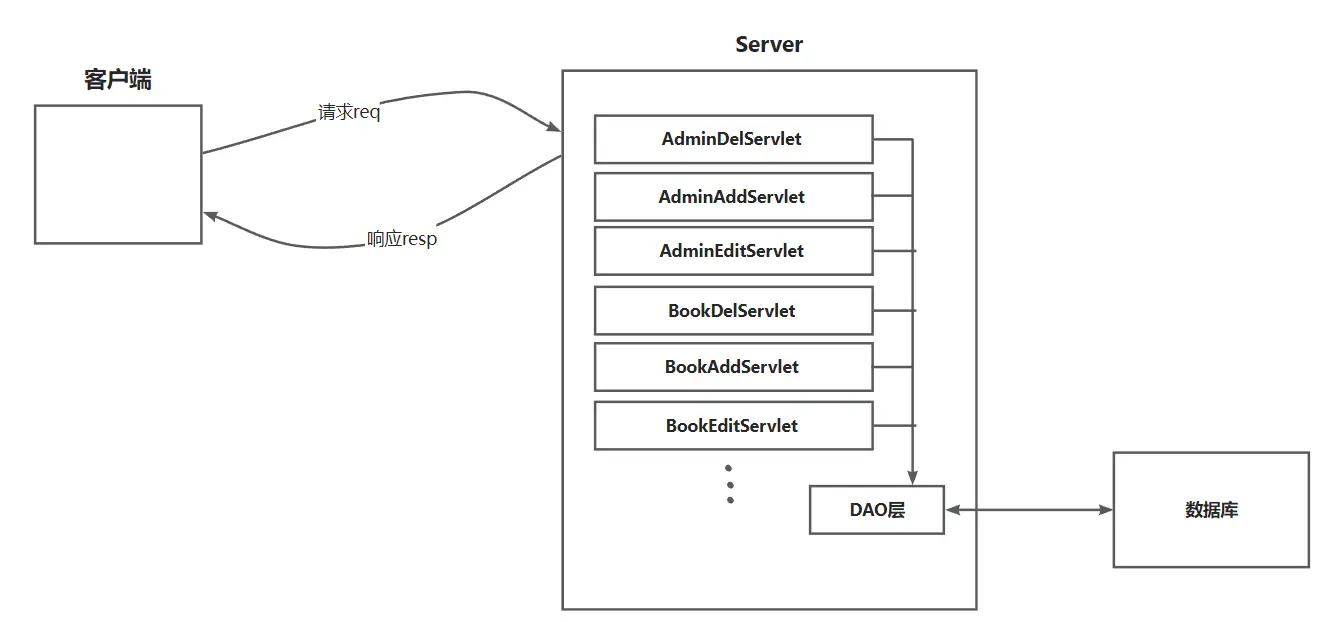 Server
客户端
请求req
响应resp
AdminDelServlet
AdminAddServlet
AdminEditServlet
BookDelServlet
BookAddServlet
BookEditServlet
DAO层
数据库